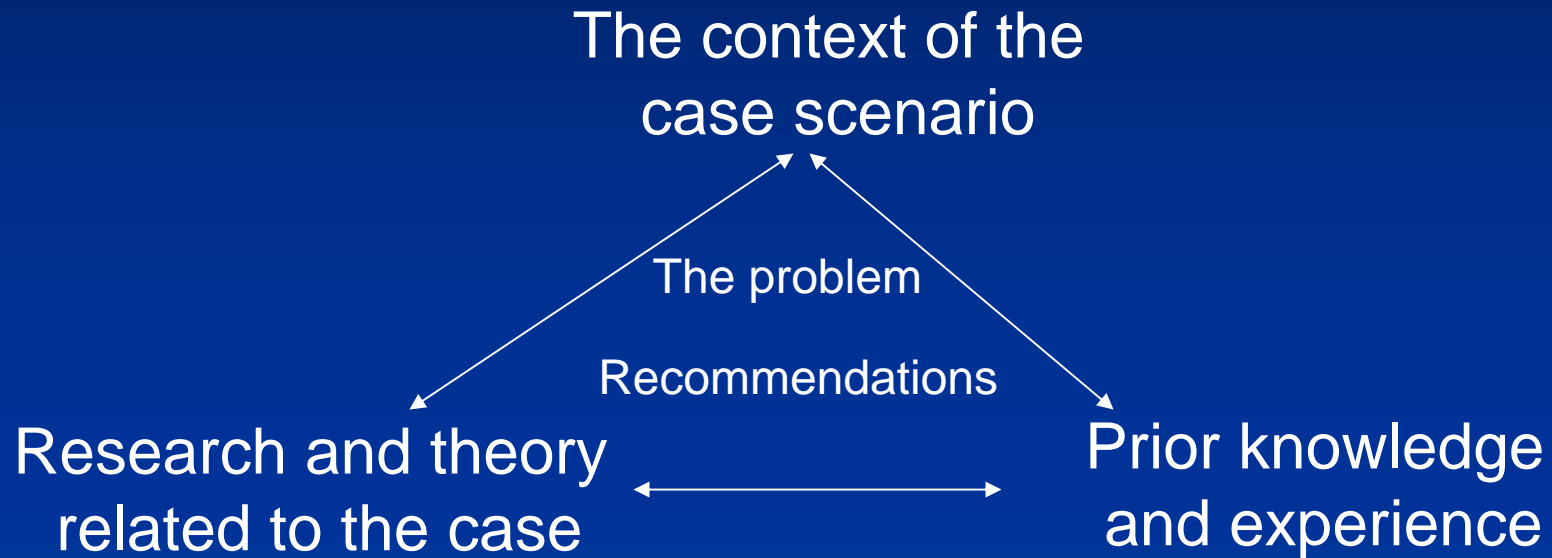 The context of the
case scenario
The problem
Recommendations
Research and theory
related to the case
Prior knowledge
and experience